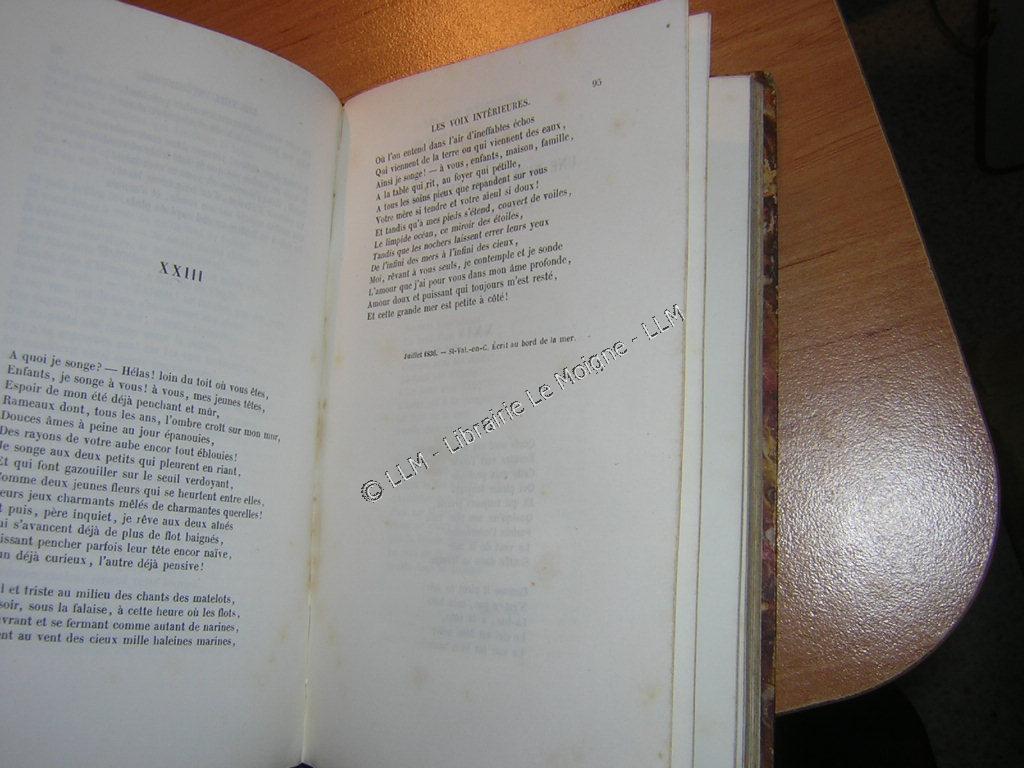 XXIII
A quoi je songe? — Hélas! loin du toit où vous êtes,
Enfants, je songe à vous! à vous, mes jeunes têtes,
Espoir de mon été déjà penchant et mûr,
Rameaux dont, tous les ans, l'ombre croît sur mon mur,
Douces âmes à peine au jour épanouies,
Des rayons de votre aube encor tout éblouies!
Je songe aux deux petits qui pleurent en riant,
Et qui font gazouiller sur le seuil verdoyant,
Comme deux jeunes fleurs qui se heurtent entre elles,
eurs jeux charmants mêlés de charmantes querelles!
t puis, père inquiet, je rêve aux deux aînés
ui s'avancent déjà de plus de flot baignés,
issant pencher parfois leur tête encor naïve,
un déjà curieux, l'autre déjà pensive!
l et triste au milieu des chants des matelots,
soir, sous la falaise, à cette heure où les flots,
uvrant et se fermant comme autant de narines,
ent au vent des cieux mille haleines marines,
LES VOIX INTÉRIEURES. 95
Où l'on entend dans l'air d'ineffables échos
Qui viennent de la terre ou qui viennent des eaux,
Ainsi je songe! — à vous, enfants, maison, famille,
A la table qui rit, au foyer qui pétille,
A tous les soins pieux que répandent sur vous
Votre mère si tendre et votre aïeul si doux!
Et tandis qu'à mes pieds s'étend, couvert de voiles,
Le limpide océan, ce miroir des étoiles,
Tandis que les nochers laissent errer leurs yeux
De l'infini des mers à l'infini des cieux,
Moi, rêvant à vous seuls, je contemple et je sonde
L'amour que j'ai pour vous dans mon âme profonde,
Amour doux et puissant qui toujours m'est resté,
Et cette grande mer est petite à côté!
Juillet 1836. — St-Val.-en-C. Écrit au bord de la mer.
© LLM - Librairie Le Moigne - LLM